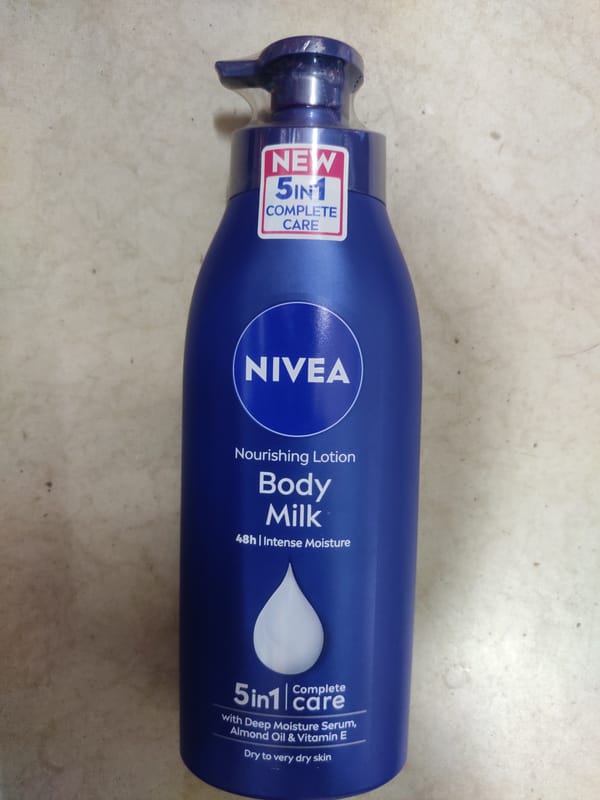 NEW
5IN1
COMPLETE
CARE
NIVEA
Nourishing Lotion
Body
Milk
48h | Intense Moisture
5in1 | Complete care
with Deep Moisture Serum,
Almond Oil & Vitamin E
Dry to very dry skin